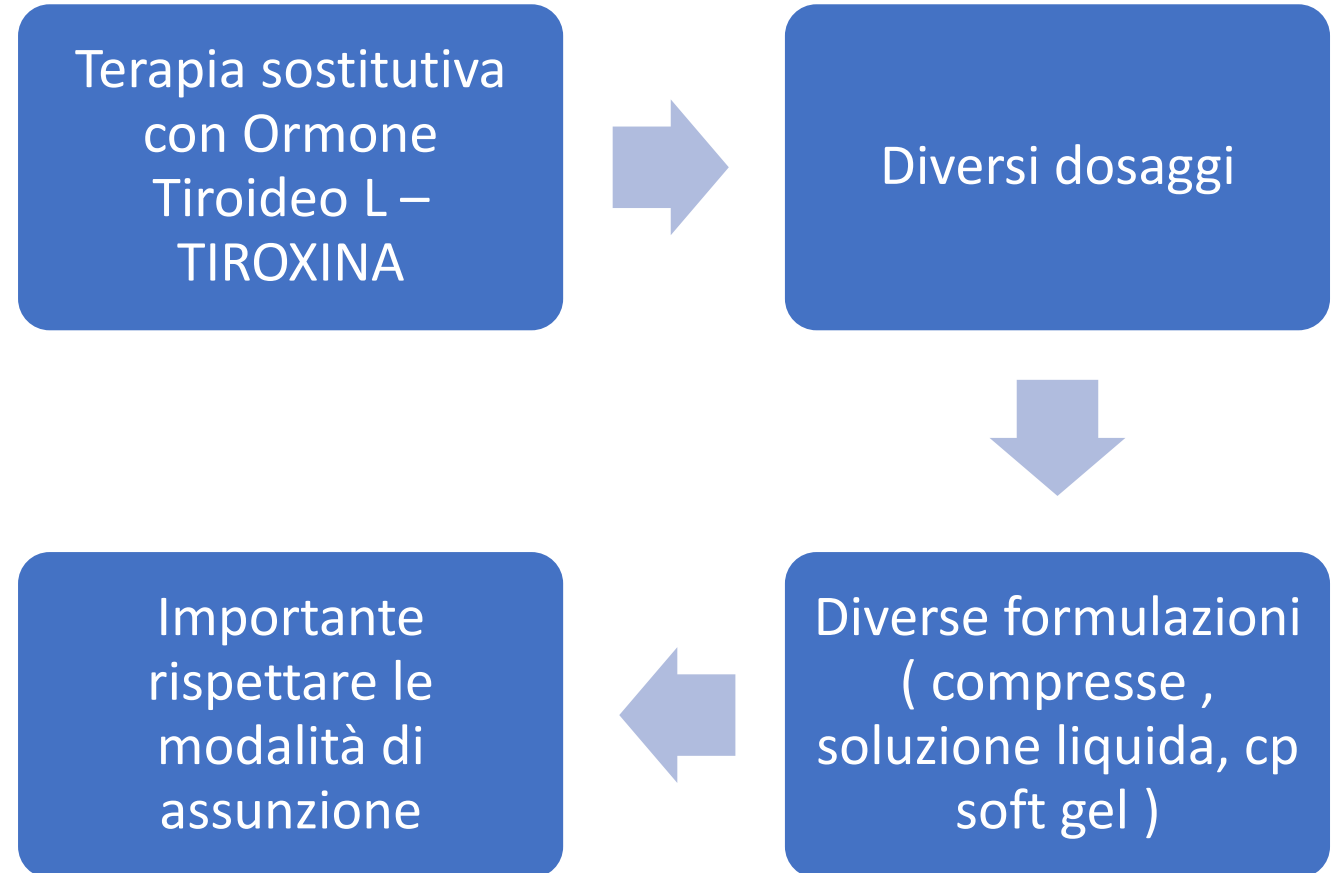 Terapia sostitutiva
con Ormone
Tiroideo L –
TIROXINA
Diversi dosaggi
Diverse formulazioni
( compresse ,
soluzione liquida, cp
soft gel )
Importante
rispettare le
modalità di
assunzione